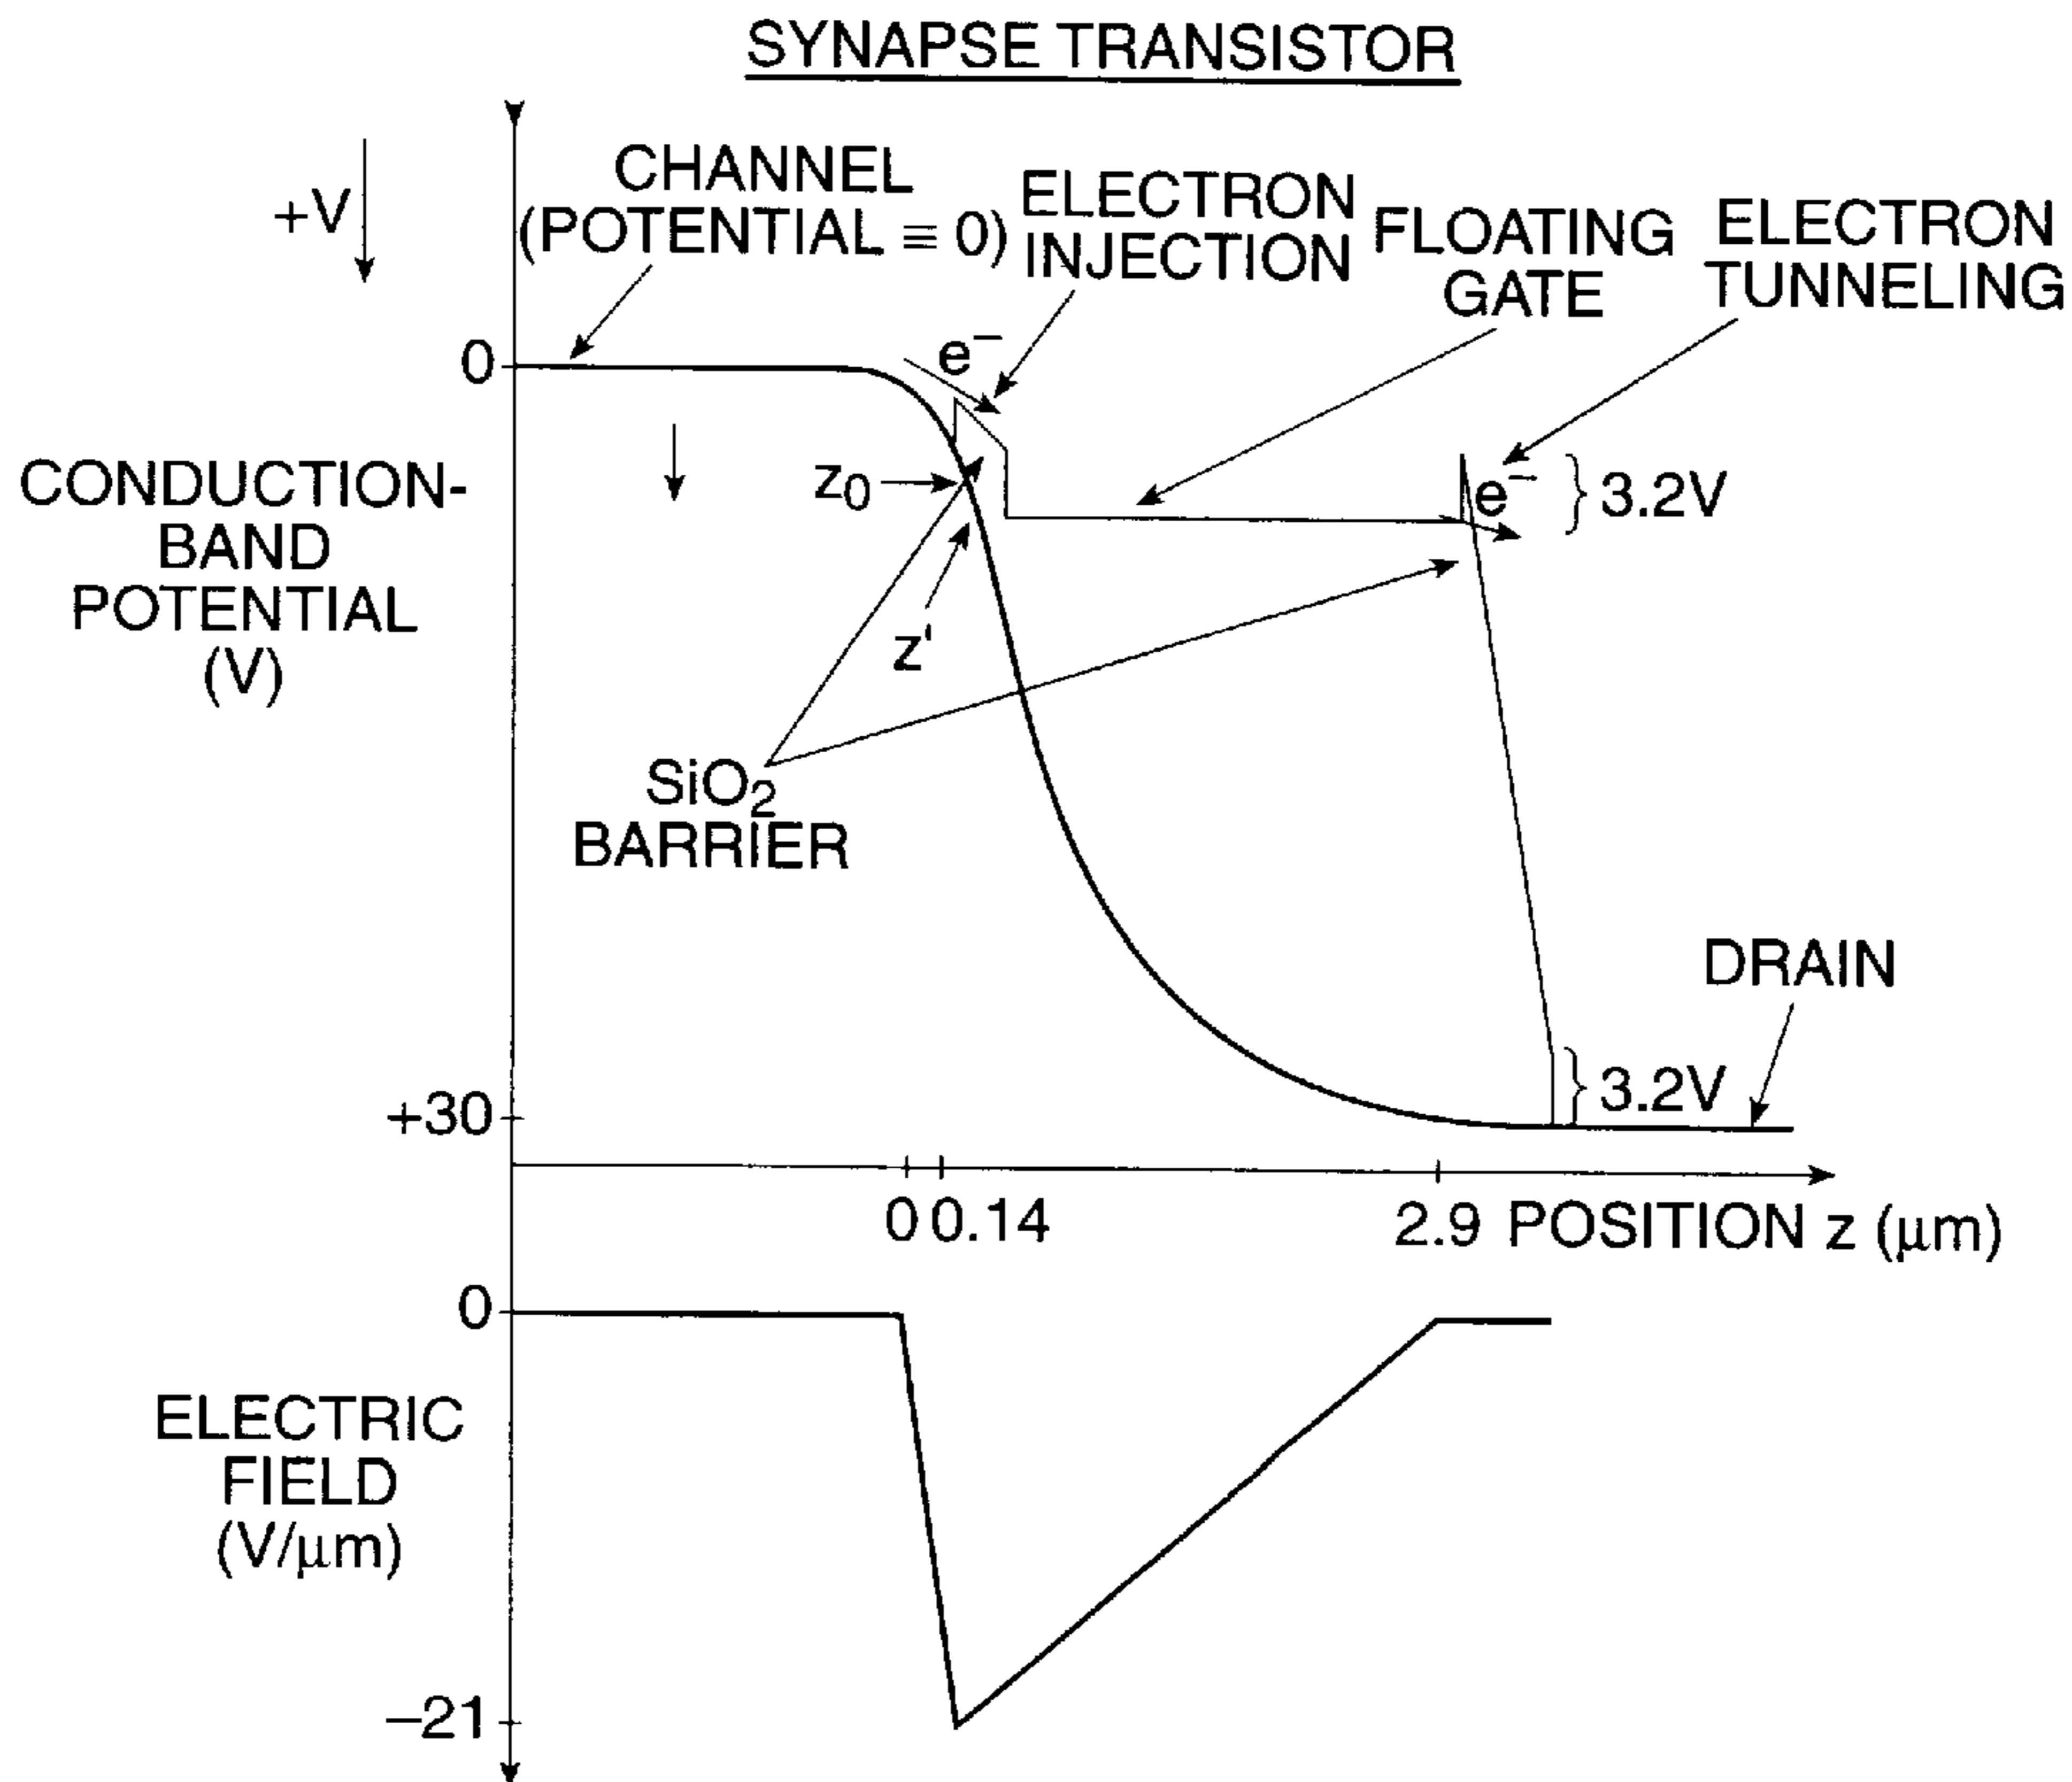 SYNAPSE TRANSISTOR
+V
CHANNEL
(POTENTIAL ≡ 0)
ELECTRON
INJECTION
FLOATING
GATE
ELECTRON
TUNNELING
0
e⁻
CONDUCTION-
BAND
POTENTIAL
(V)
z₀
e⁻
3.2V
z'
SiO₂
BARRIER
DRAIN
3.2V
+30
0
0.14
2.9
POSITION z (μm)
0
ELECTRIC
FIELD
(V/μm)
−21